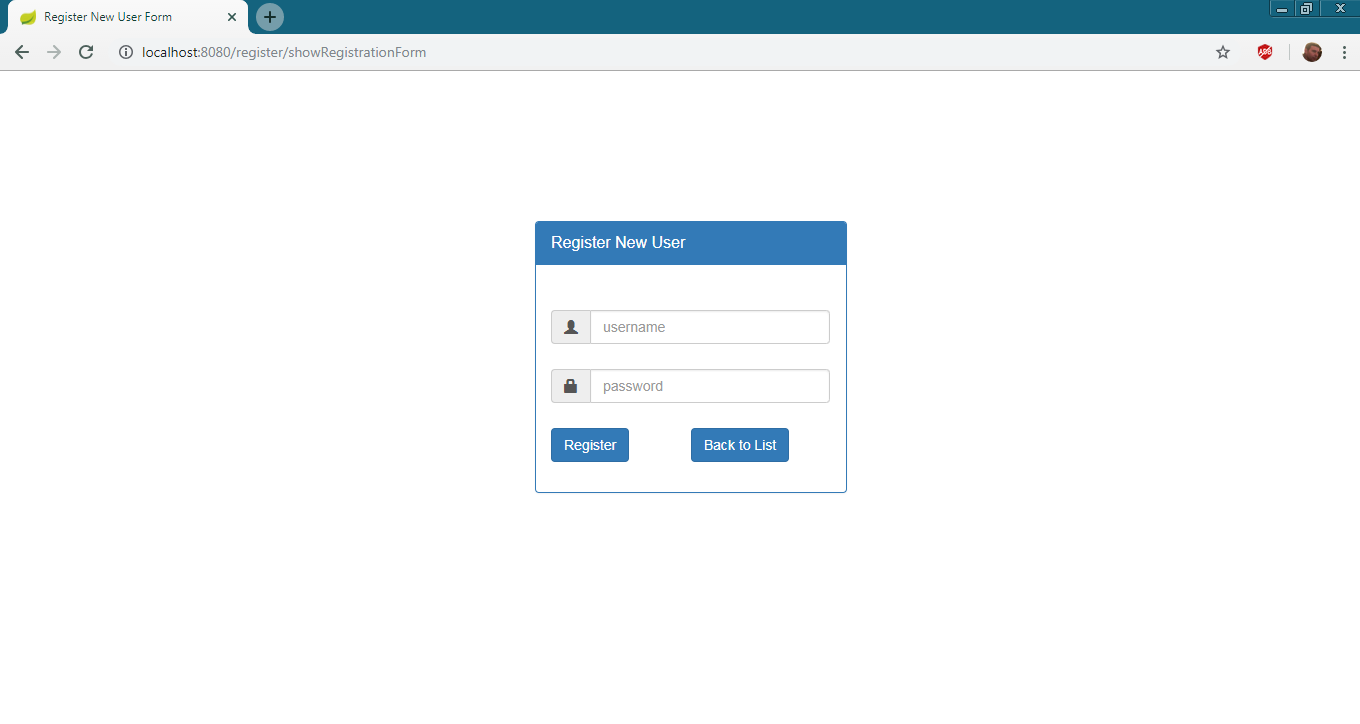 Register New User Form
localhost:8080/register/showRegistrationForm
ABP
Register New User
username
password
Register
Back to List